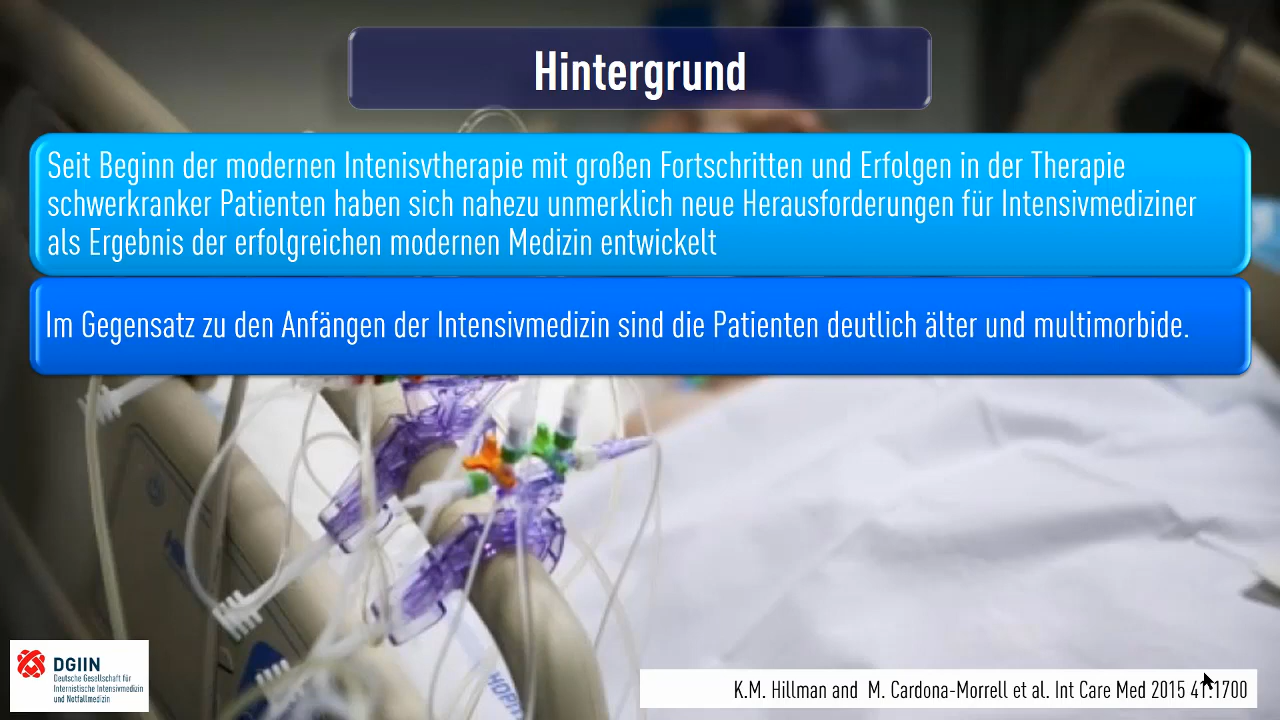 Hintergrund
Seit Beginn der modernen Intenisvtherapie mit großen Fortschritten und Erfolgen in der Therapie
schwerkranker Patienten haben sich nahezu unmerklich neue Herausforderungen für Intensivmediziner
als Ergebnis der erfolgreichen modernen Medizin entwickelt
Im Gegensatz zu den Anfängen der Intensivmedizin sind die Patienten deutlich älter und multimorbide.
DGIIN
Deutsche Gesellschaft für
Internistische Intensivmedizin
und Notfallmedizin
K.M. Hillman and M. Cardona-Morrell et al. Int Care Med 2015 41:1700